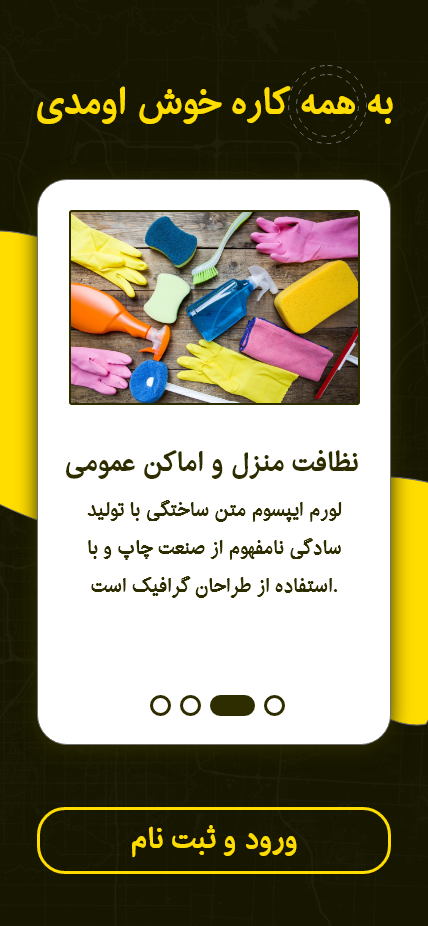 به همه کاره خوش اومدی
نظافت منزل و اماکن عمومی
لورم ایپسوم متن ساختگی با تولید
سادگی نامفهوم از صنعت چاپ و با
.استفاده از طراحان گرافیک است
ورود و ثبت نام